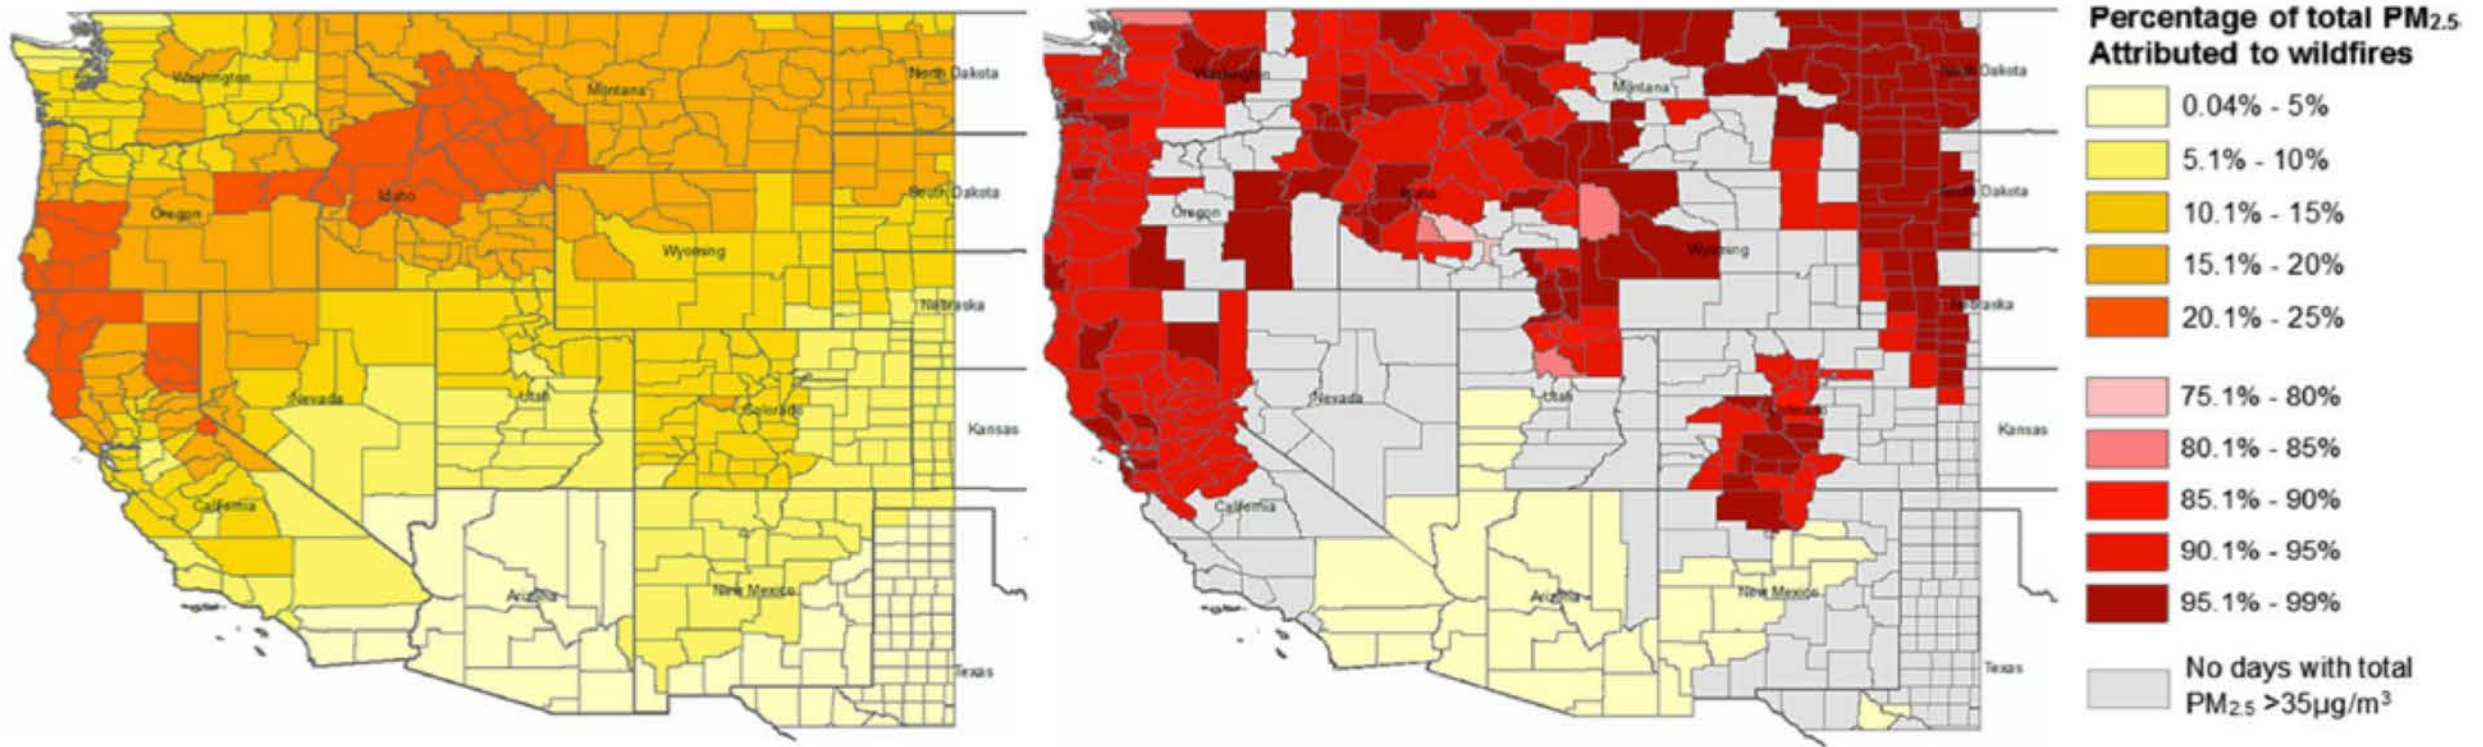 Washington
Montana
North Dakota
Idaho
South Dakota
Oregon
Wyoming
Nebraska
Nevada
Utah
Colorado
Kansas
California
Arizona
New Mexico
Texas
Washington
Montana
North Dakota
Idaho
South Dakota
Oregon
Wyoming
Nebraska
Nevada
Utah
Colorado
Kansas
California
Arizona
New Mexico
Texas
Percentage of total PM2.5
Attributed to wildfires
0.04% - 5%
5.1% - 10%
10.1% - 15%
15.1% - 20%
20.1% - 25%
75.1% - 80%
80.1% - 85%
85.1% - 90%
90.1% - 95%
95.1% - 99%
No days with total
PM2.5 >35µg/m³